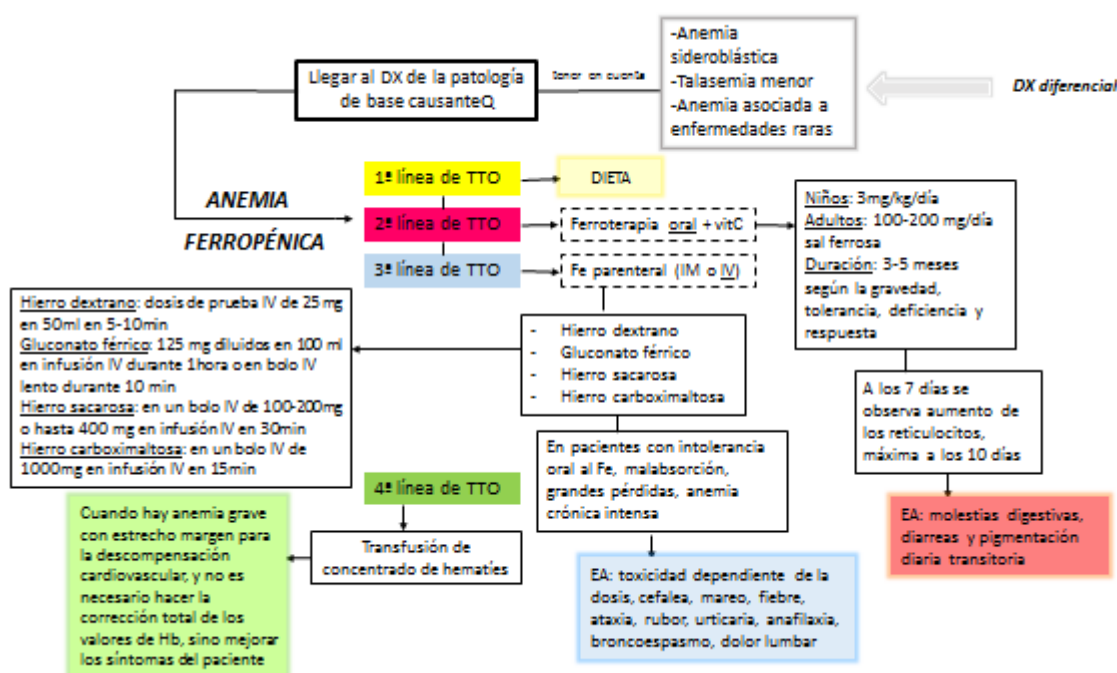 -Anemia
sideroblástica
-Talasemia menor
-Anemia asociada a
enfermedades raras
DX diferencial
tener en cuenta
Llegar al DX de la patología
de base causanteQ
ANEMIA
FERROPÉNICA
1ª línea de TTO
DIETA
2ª línea de TTO
Ferroterapia oral + vitC
3ª línea de TTO
Fe parenteral (IM o IV)
Niños: 3mg/kg/día
Adultos: 100-200 mg/día
sal ferrosa
Duración: 3-5 meses
según la gravedad,
tolerancia, deficiencia y
respuesta
A los 7 días se
observa aumento de
los reticulocitos,
máxima a los 10 días
EA: molestias digestivas,
diarreas y pigmentación
diaria transitoria
- Hierro dextrano
- Gluconato férrico
- Hierro sacarosa
- Hierro carboximaltosa
Hierro dextrano: dosis de prueba IV de 25 mg
en 50ml en 5-10min
Gluconato férrico: 125 mg diluidos en 100 ml
en infusión IV durante 1hora o en bolo IV
lento durante 10 min
Hierro sacarosa: en un bolo IV de 100-200mg
o hasta 400 mg en infusión IV en 30min
Hierro carboximaltosa: en un bolo IV de
1000mg en infusión IV en 15min
En pacientes con intolerancia
oral al Fe, malabsorción,
grandes pérdidas, anemia
crónica intensa
EA: toxicidad dependiente de la
dosis, cefalea, mareo, fiebre,
ataxia, rubor, urticaria, anafilaxia,
broncoespasmo, dolor lumbar
4ª línea de TTO
Transfusión de
concentrado de hematíes
Cuando hay anemia grave
con estrecho margen para
la descompensación
cardiovascular, y no es
necesario hacer la
corrección total de los
valores de Hb, sino mejorar
los síntomas del paciente